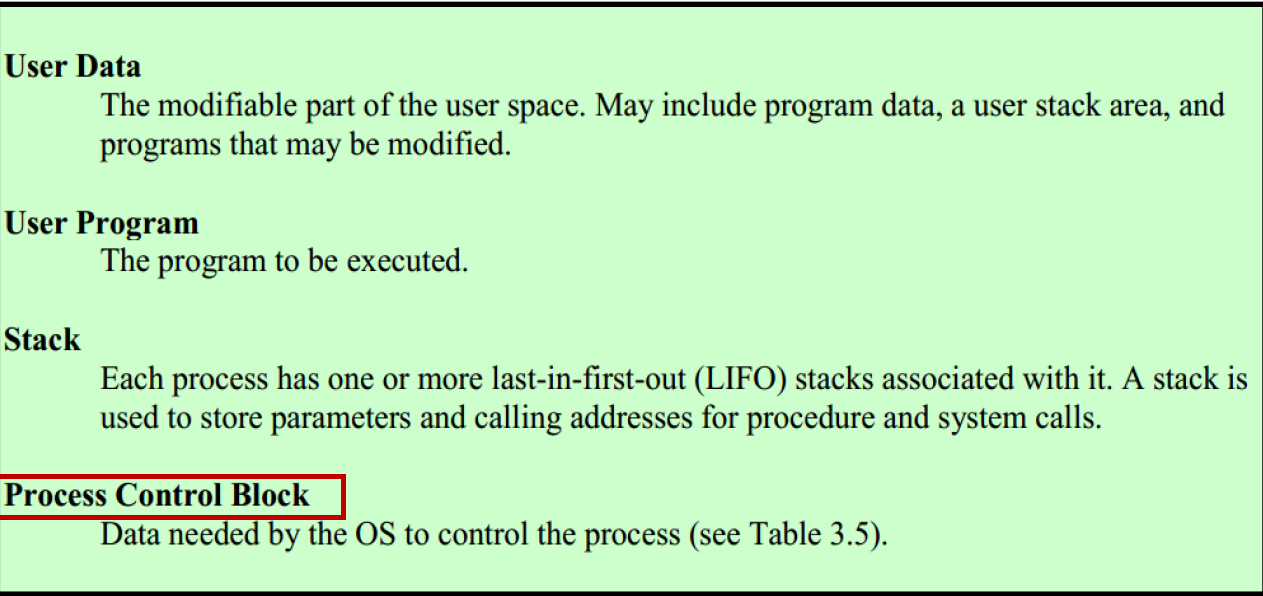 User Data
The modifiable part of the user space. May include program data, a user stack area, and
programs that may be modified.
User Program
The program to be executed.
Stack
Each process has one or more last-in-first-out (LIFO) stacks associated with it. A stack is
used to store parameters and calling addresses for procedure and system calls.
Process Control Block
Data needed by the OS to control the process (see Table 3.5).